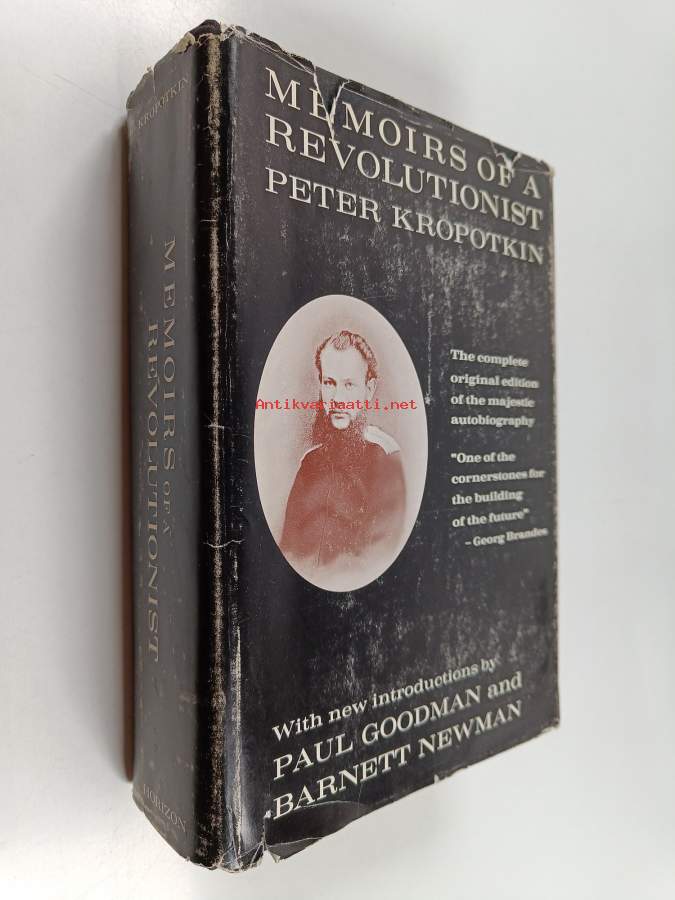 KROPOTKIN
MEMOIRS OF A
REVOLUTIONIST
HORIZON
MEMOIRS OF A
REVOLUTIONIST
PETER KROPOTKIN
The complete
original edition
of the majestic
autobiography
"One of the
cornerstones for
the building
of the future"
– Georg Brandes
With new introductions by
PAUL GOODMAN and
BARNETT NEWMAN
Antikvariaatti.net